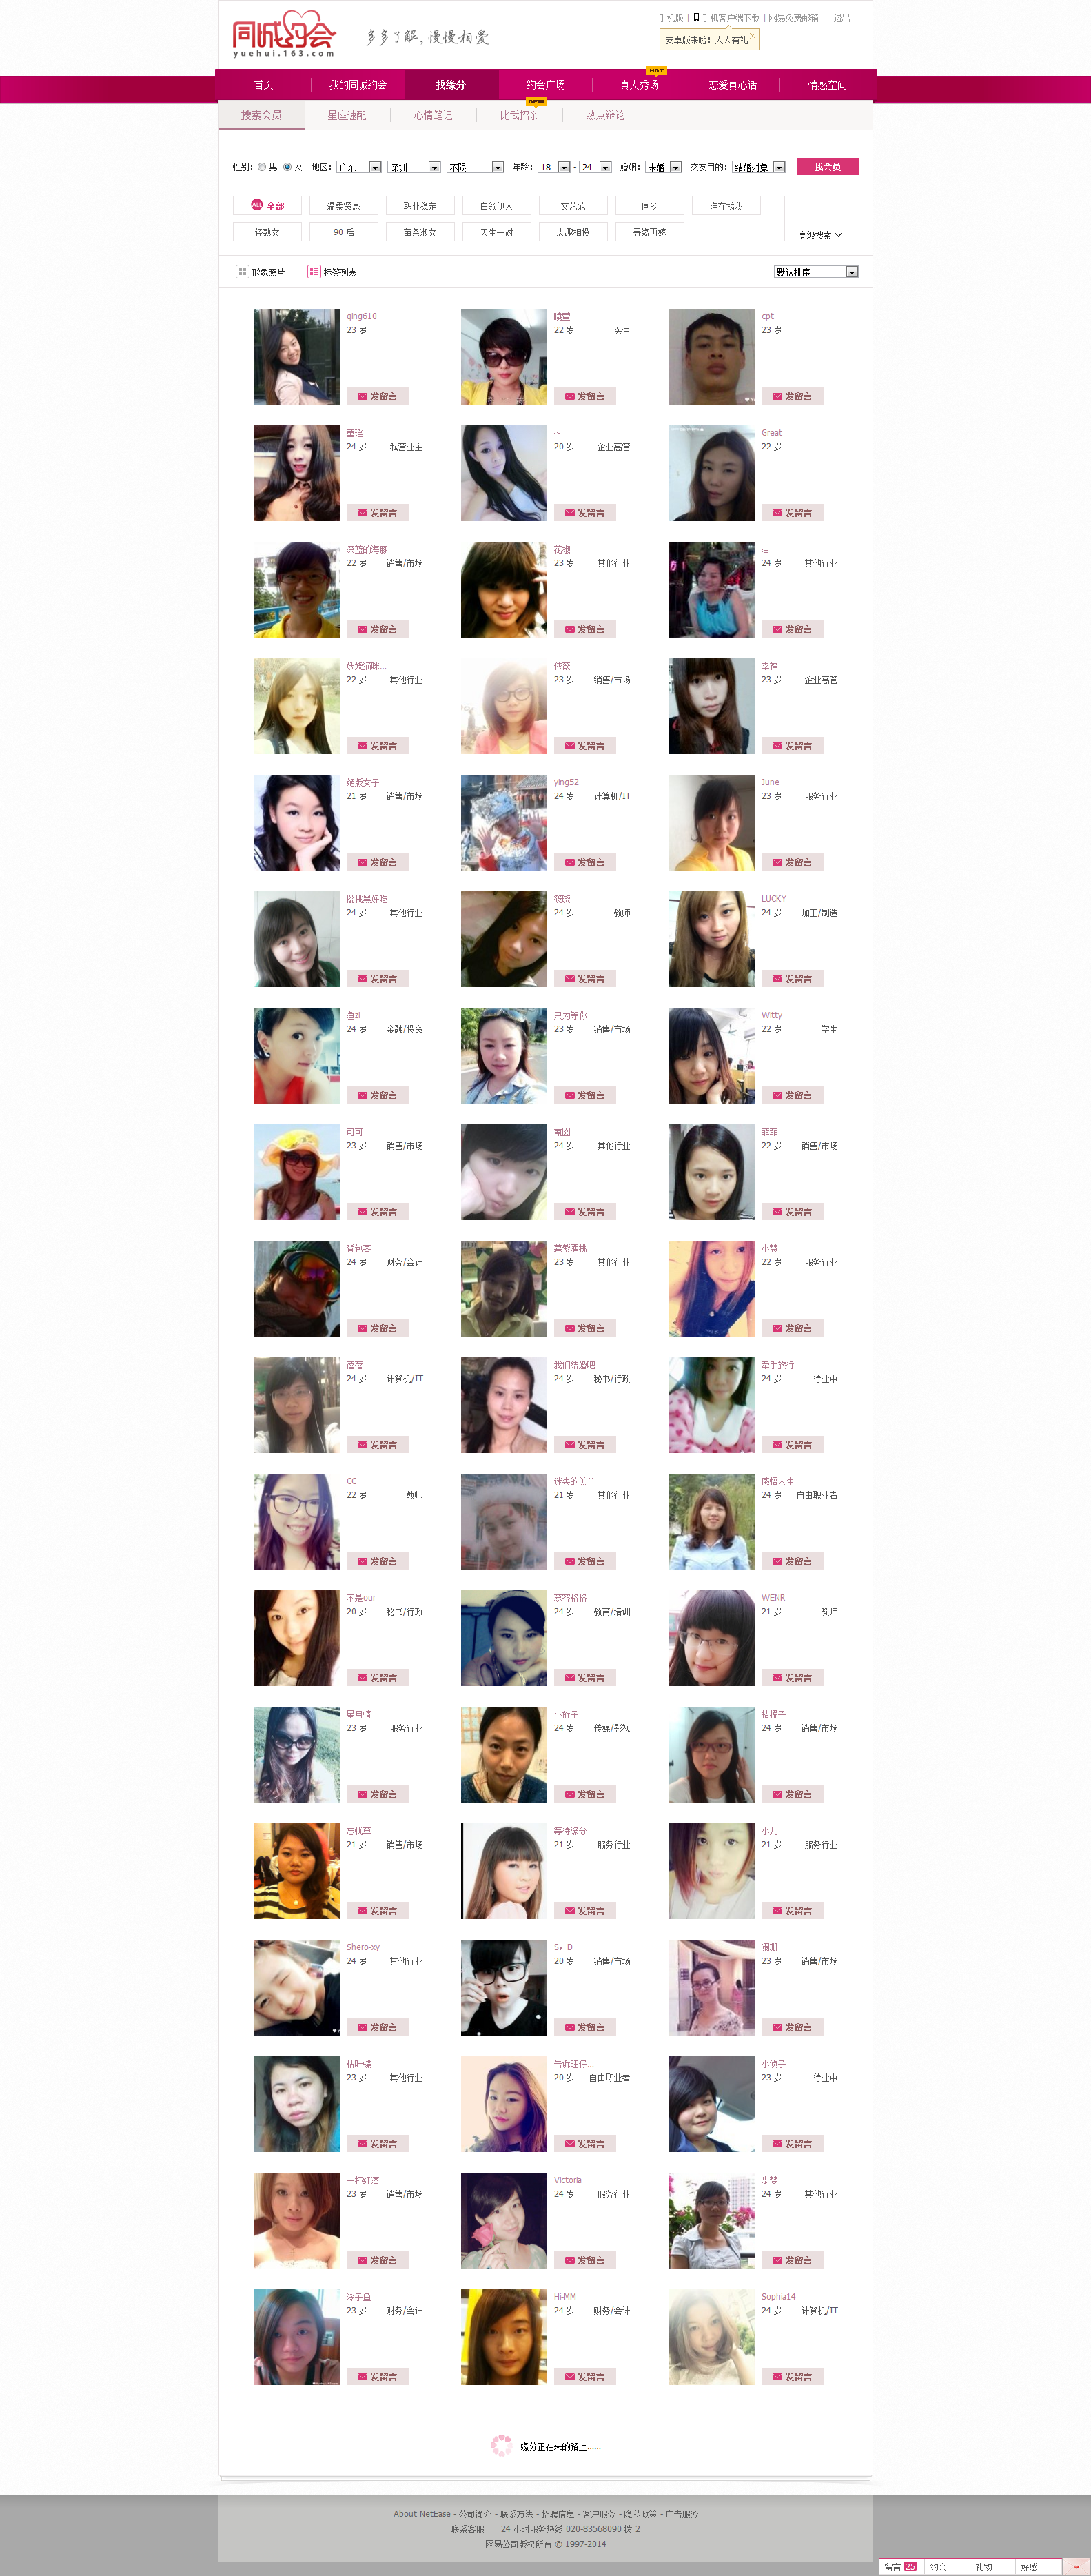 同城约会
yuehui.163.com
多多了解,慢慢相爱
手机版 | 手机客户端下载 | 网易免费邮箱 退出
安卓版来啦！人人有礼
首页 我的同城约会 找缘分 约会广场 真人秀场 HOT 恋爱真心话 情感空间
搜索会员 星座速配 心情笔记 比武招亲 NEW 热点辩论
性别: 男 女 地区: 广东 深圳 不限 年龄: 18 - 24 婚姻: 未婚 交友目的: 结婚对象 找会员
ALL 全部 温柔贤惠 职业稳定 白领伊人 文艺范 同乡 谁在找我
轻熟女 90 后 苗条淑女 天生一对 志趣相投 寻缘再嫁
高级搜索
形象照片 标签列表 默认排序
qing610 cpt
23 岁 22 岁 医生 23 岁
发留言 发留言 发留言
童瑶 ～ Great
24 岁 私营业主 20 岁 企业高管 22 岁
发留言 发留言 发留言
深蓝的海豚 花银 洁
22 岁 销售/市场 23 岁 其他行业 24 岁 其他行业
发留言 发留言 发留言
妖娆猫咪... 依薇 幸福
22 岁 其他行业 23 岁 销售/市场 23 岁 企业高管
发留言 发留言 发留言
绝版女子 ying52 June
21 岁 销售/市场 24 岁 计算机/IT 23 岁 服务行业
发留言 发留言 发留言
樱桃黑好吃 LUCKY
24 岁 其他行业 24 岁 教师 24 岁 加工/制造
发留言 发留言 发留言
渔zi 只为等你 Witty
24 岁 金融/投资 23 岁 销售/市场 22 岁 学生
发留言 发留言 发留言
可可 霞囡 菲菲
23 岁 销售/市场 24 岁 其他行业 22 岁 销售/市场
发留言 发留言 发留言
背包客 小慧
24 岁 财务/会计 23 岁 其他行业 22 岁 服务行业
发留言 发留言 发留言
蓓蓓 我们结婚吧 牵手旅行
24 岁 计算机/IT 24 岁 秘书/行政 24 岁 待业中
发留言 发留言 发留言
CC 迷失的羔羊 感悟人生
22 岁 教师 21 岁 其他行业 24 岁 自由职业者
发留言 发留言 发留言
不是our 慕容格格 WENR
20 岁 秘书/行政 24 岁 教育/培训 21 岁 教师
发留言 发留言 发留言
星月倩 小旋子 桔橘子
23 岁 服务行业 24 岁 传媒/影视 24 岁 销售/市场
发留言 发留言 发留言
忘忧草 等待缘分 小九
21 岁 销售/市场 21 岁 服务行业 21 岁 服务行业
发留言 发留言 发留言
Shero-xy S，D 阑珊
24 岁 其他行业 20 岁 销售/市场 23 岁 销售/市场
发留言 发留言 发留言
枯叶蝶 告诉旺仔... 小侦子
23 岁 其他行业 20 岁 自由职业者 23 岁 待业中
发留言 发留言 发留言
一杯红酒 Victoria 步梦
23 岁 销售/市场 24 岁 服务行业 24 岁 其他行业
发留言 发留言 发留言
泠子鱼 Hi-MM Sophia14
23 岁 财务/会计 24 岁 财务/会计 24 岁 计算机/IT
发留言 发留言 发留言
缘分正在来的路上......
About NetEase - 公司简介 - 联系方法 - 招聘信息 - 客户服务 - 隐私政策 - 广告服务
联系客服 24 小时服务热线 020-83568090 拨 2
网易公司版权所有 © 1997-2014
留言 25 约会 礼物 好感